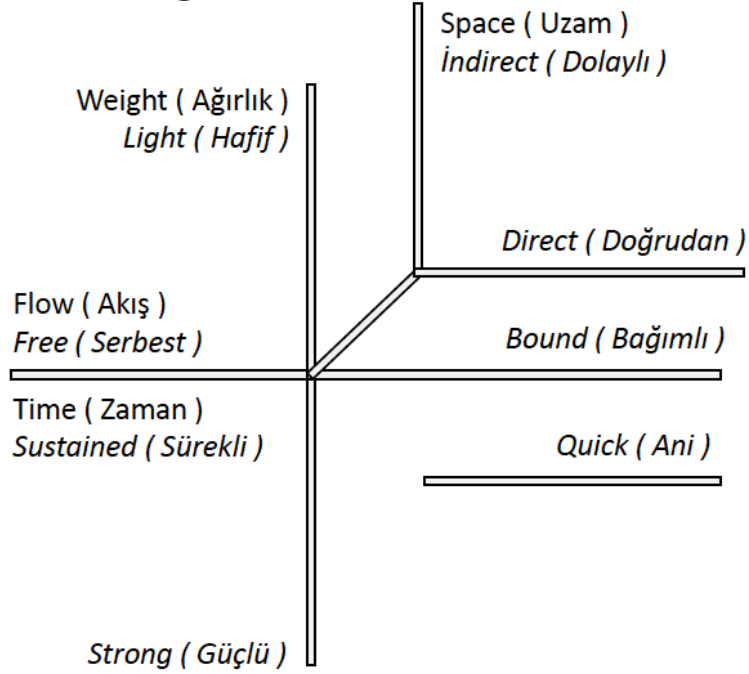 Space ( Uzam )
İndirect ( Dolaylı )
Weight ( Ağırlık )
Light ( Hafif )
Direct ( Doğrudan )
Flow ( Akış )
Free ( Serbest )
Bound ( Bağımlı )
Time ( Zaman )
Sustained ( Sürekli )
Quick ( Ani )
Strong ( Güçlü )